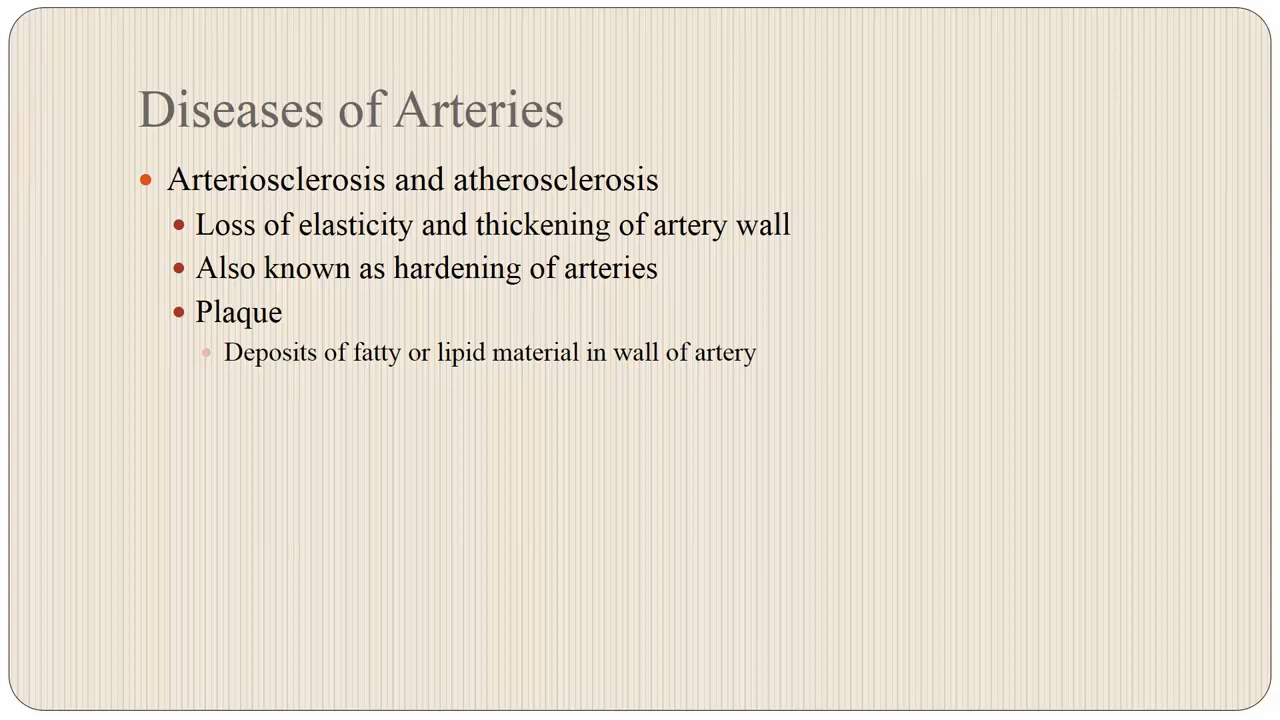 Diseases of Arteries
Arteriosclerosis and atherosclerosis
Loss of elasticity and thickening of artery wall
Also known as hardening of arteries
Plaque
Deposits of fatty or lipid material in wall of artery